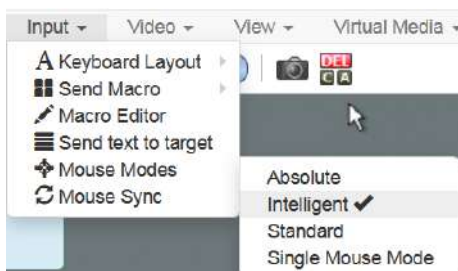 Input Video View Virtual Media
A Keyboard Layout
Send Macro
Macro Editor
Send text to target
Mouse Modes
Mouse Sync
DEL
C A
Absolute
Intelligent ✔
Standard
Single Mouse Mode